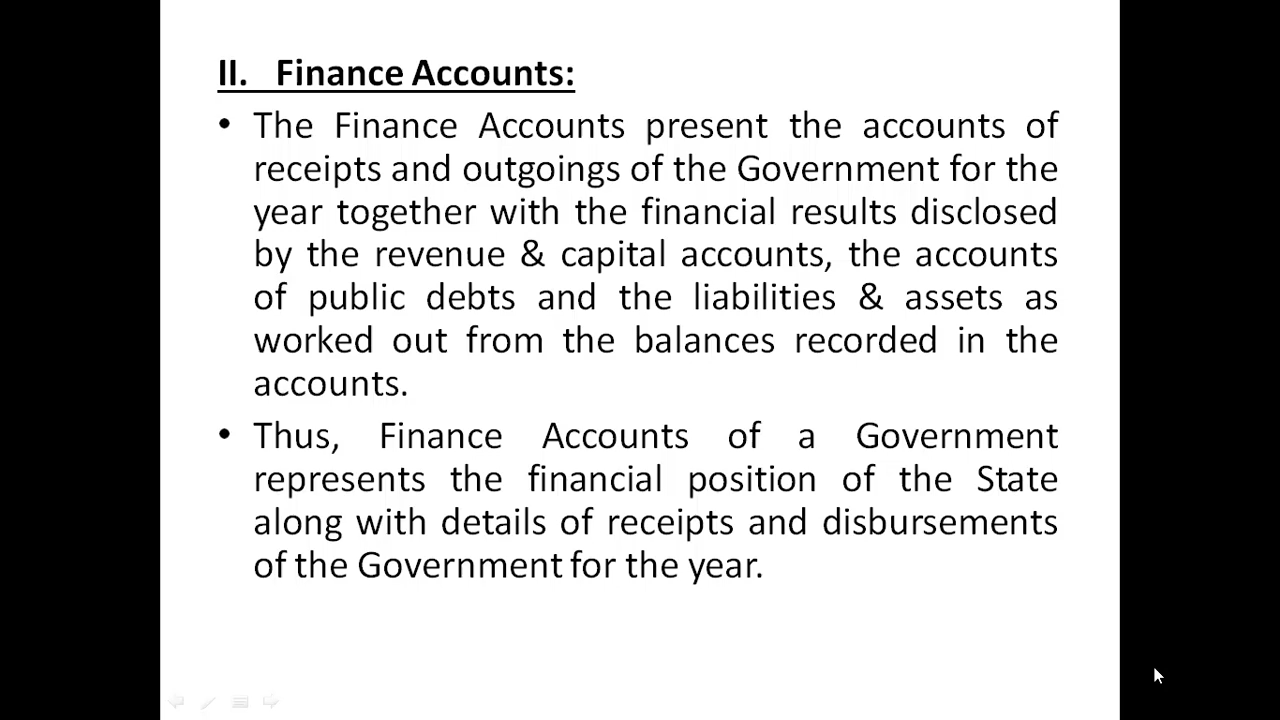 II. Finance Accounts:
• The Finance Accounts present the accounts of
receipts and outgoings of the Government for the
year together with the financial results disclosed
by the revenue & capital accounts, the accounts
of public debts and the liabilities & assets as
worked out from the balances recorded in the
accounts.
• Thus, Finance Accounts of a Government
represents the financial position of the State
along with details of receipts and disbursements
of the Government for the year.